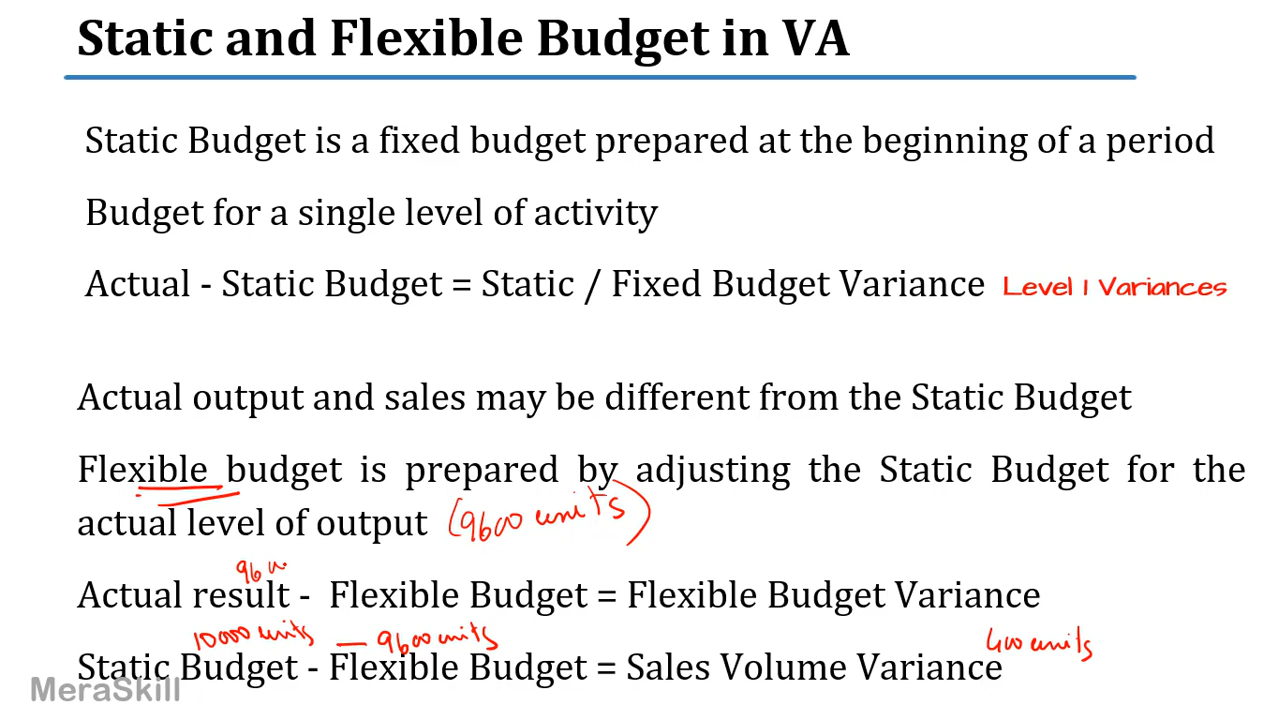 Static and Flexible Budget in VA
Static Budget is a fixed budget prepared at the beginning of a period
Budget for a single level of activity
Actual - Static Budget = Static / Fixed Budget Variance Level 1 Variances
Actual output and sales may be different from the Static Budget
Flexible budget is prepared by adjusting the Static Budget for the
actual level of output (9600 units)
96
Actual result - Flexible Budget = Flexible Budget Variance
10000 units — 9600 units 400 units
Static Budget - Flexible Budget = Sales Volume Variance
MeraSkill